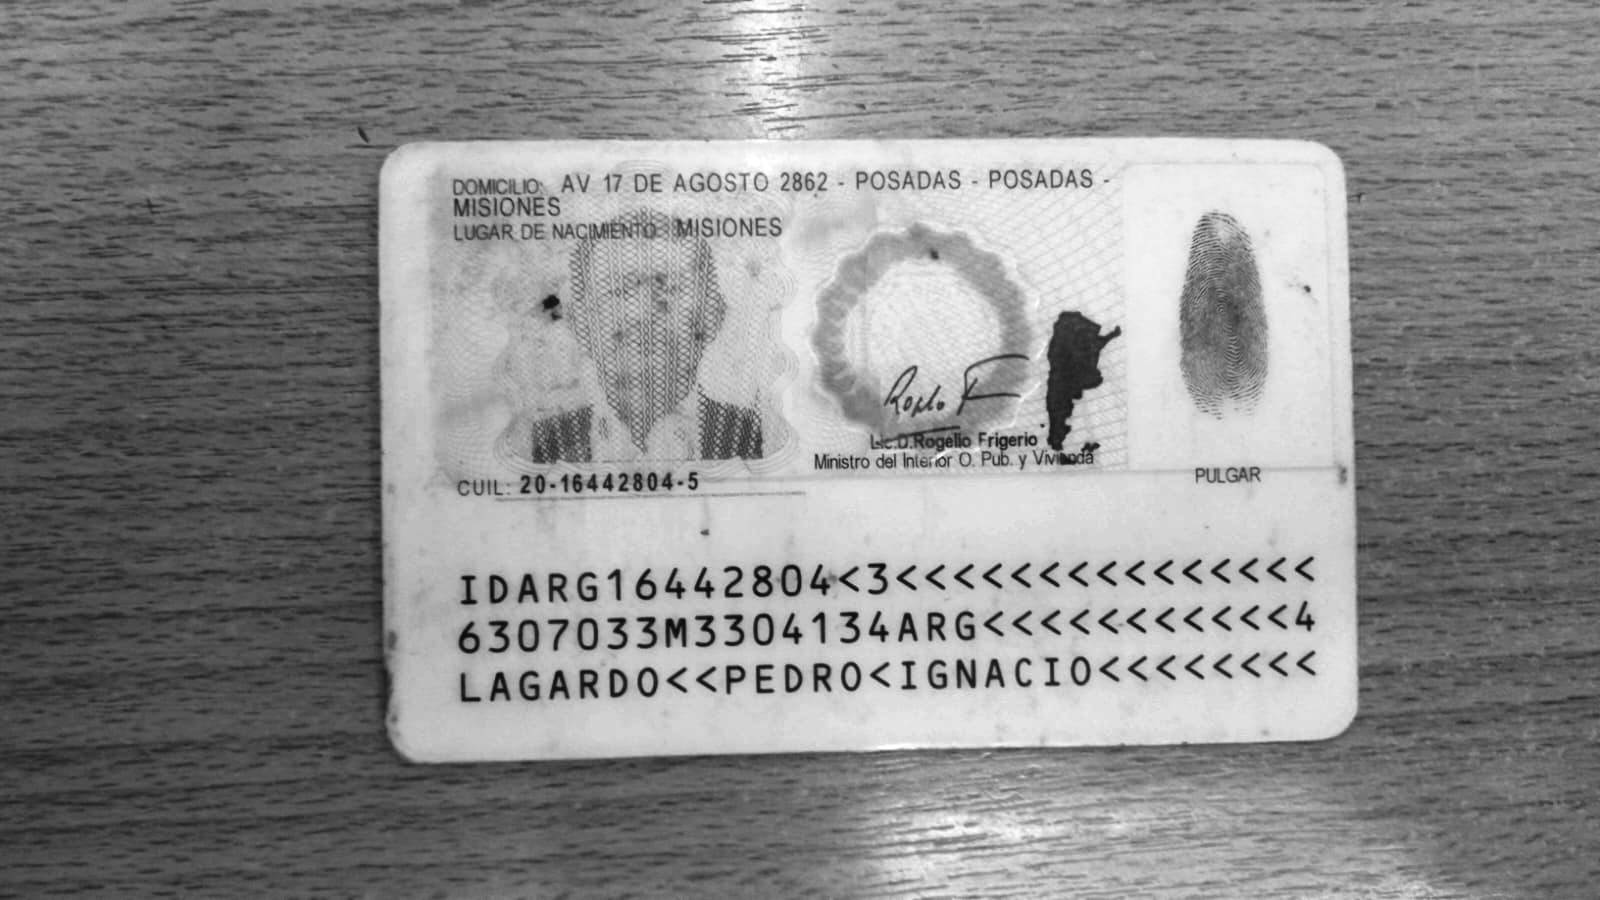 DOMICILIO: AV 17 DE AGOSTO 2862 - POSADAS - POSADAS -
MISIONES
LUGAR DE NACIMIENTO: MISIONES
Lic.D.Rogelio Frigerio
Ministro del Interior O. Pub. y Vivienda
PULGAR
CUIL: 20-16442804-5
IDARG16442804<3<<<<<<<<<<<<<<<
6307033M3304134ARG<<<<<<<<<<<4
LAGARDO<<PEDRO<IGNACIO<<<<<<<<